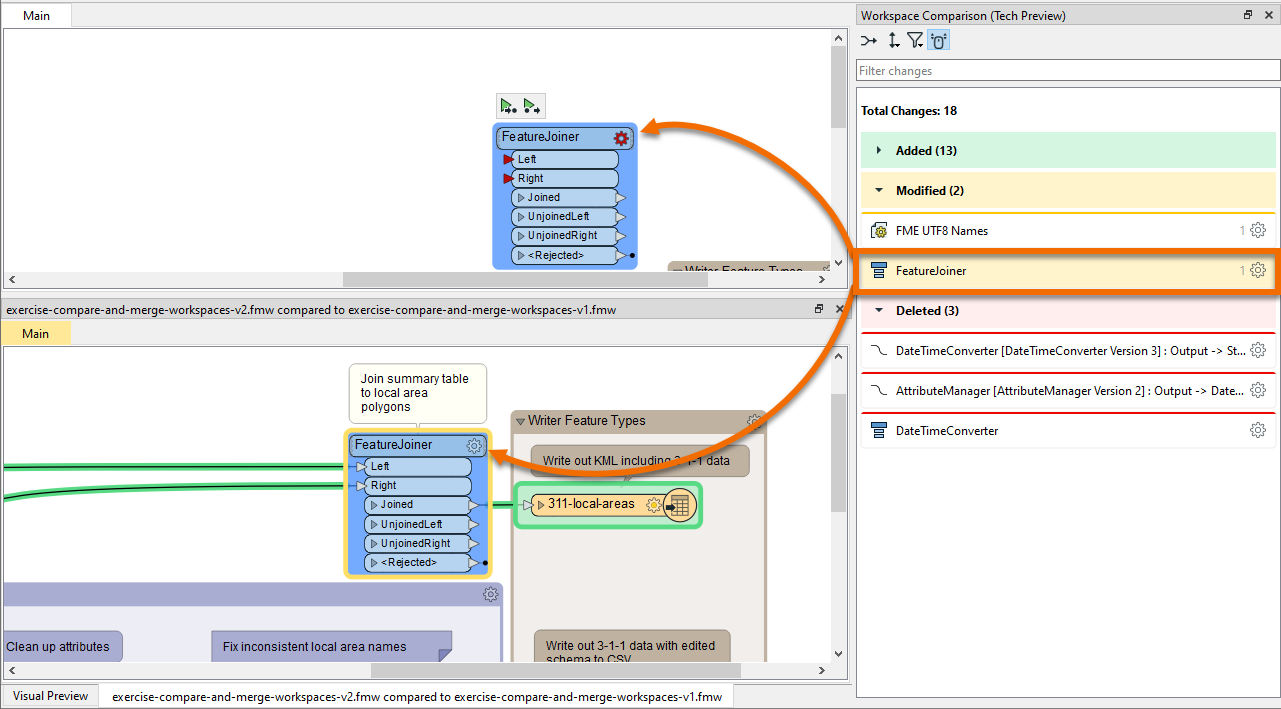 Main
FeatureJoiner
Left
Right
Joined
UnjoinedLeft
UnjoinedRight
<Rejected>
Writer Feature Types
exercise-compare-and-merge-workspaces-v2.fmw compared to exercise-compare-and-merge-workspaces-v1.fmw
Main
Join summary table
to local area
polygons
FeatureJoiner
Left
Right
Joined
UnjoinedLeft
UnjoinedRight
<Rejected>
Writer Feature Types
Write out KML including 3-1-1 data
311-local-areas
Clean up attributes
Fix inconsistent local area names
Write out 3-1-1 data with edited
schema to CSV
Visual Preview
exercise-compare-and-merge-workspaces-v2.fmw compared to exercise-compare-and-merge-workspaces-v1.fmw
Workspace Comparison (Tech Preview)
Filter changes
Total Changes: 18
Added (13)
Modified (2)
FME UTF8 Names 1
FeatureJoiner 1
Deleted (3)
DateTimeConverter [DateTimeConverter Version 3] : Output -> St...
AttributeManager [AttributeManager Version 2] : Output -> Date...
DateTimeConverter